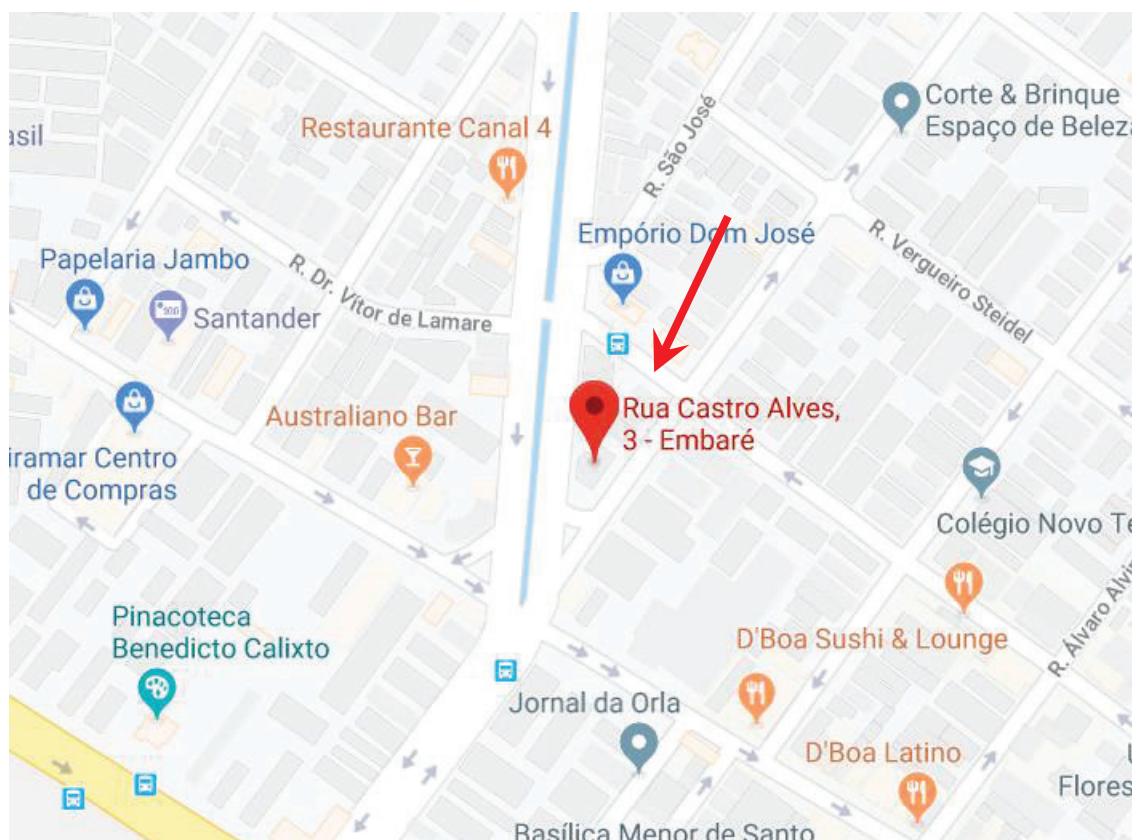 Corte & Brinque
Espaço de Beleza
asil
Restaurante Canal 4
R. São José
Empório Dom José
R. Vergueiro Steidel
Papelaria Jambo
R. Dr. Vítor de Lamare
Santander
Rua Castro Alves,
3 - Embaré
Australiano Bar
iramar Centro
de Compras
Colégio Novo Te
Pinacoteca
Benedicto Calixto
D'Boa Sushi & Lounge
R. Álvaro Alvim
Jornal da Orla
D'Boa Latino
Flores
Basílica Menor de Santo